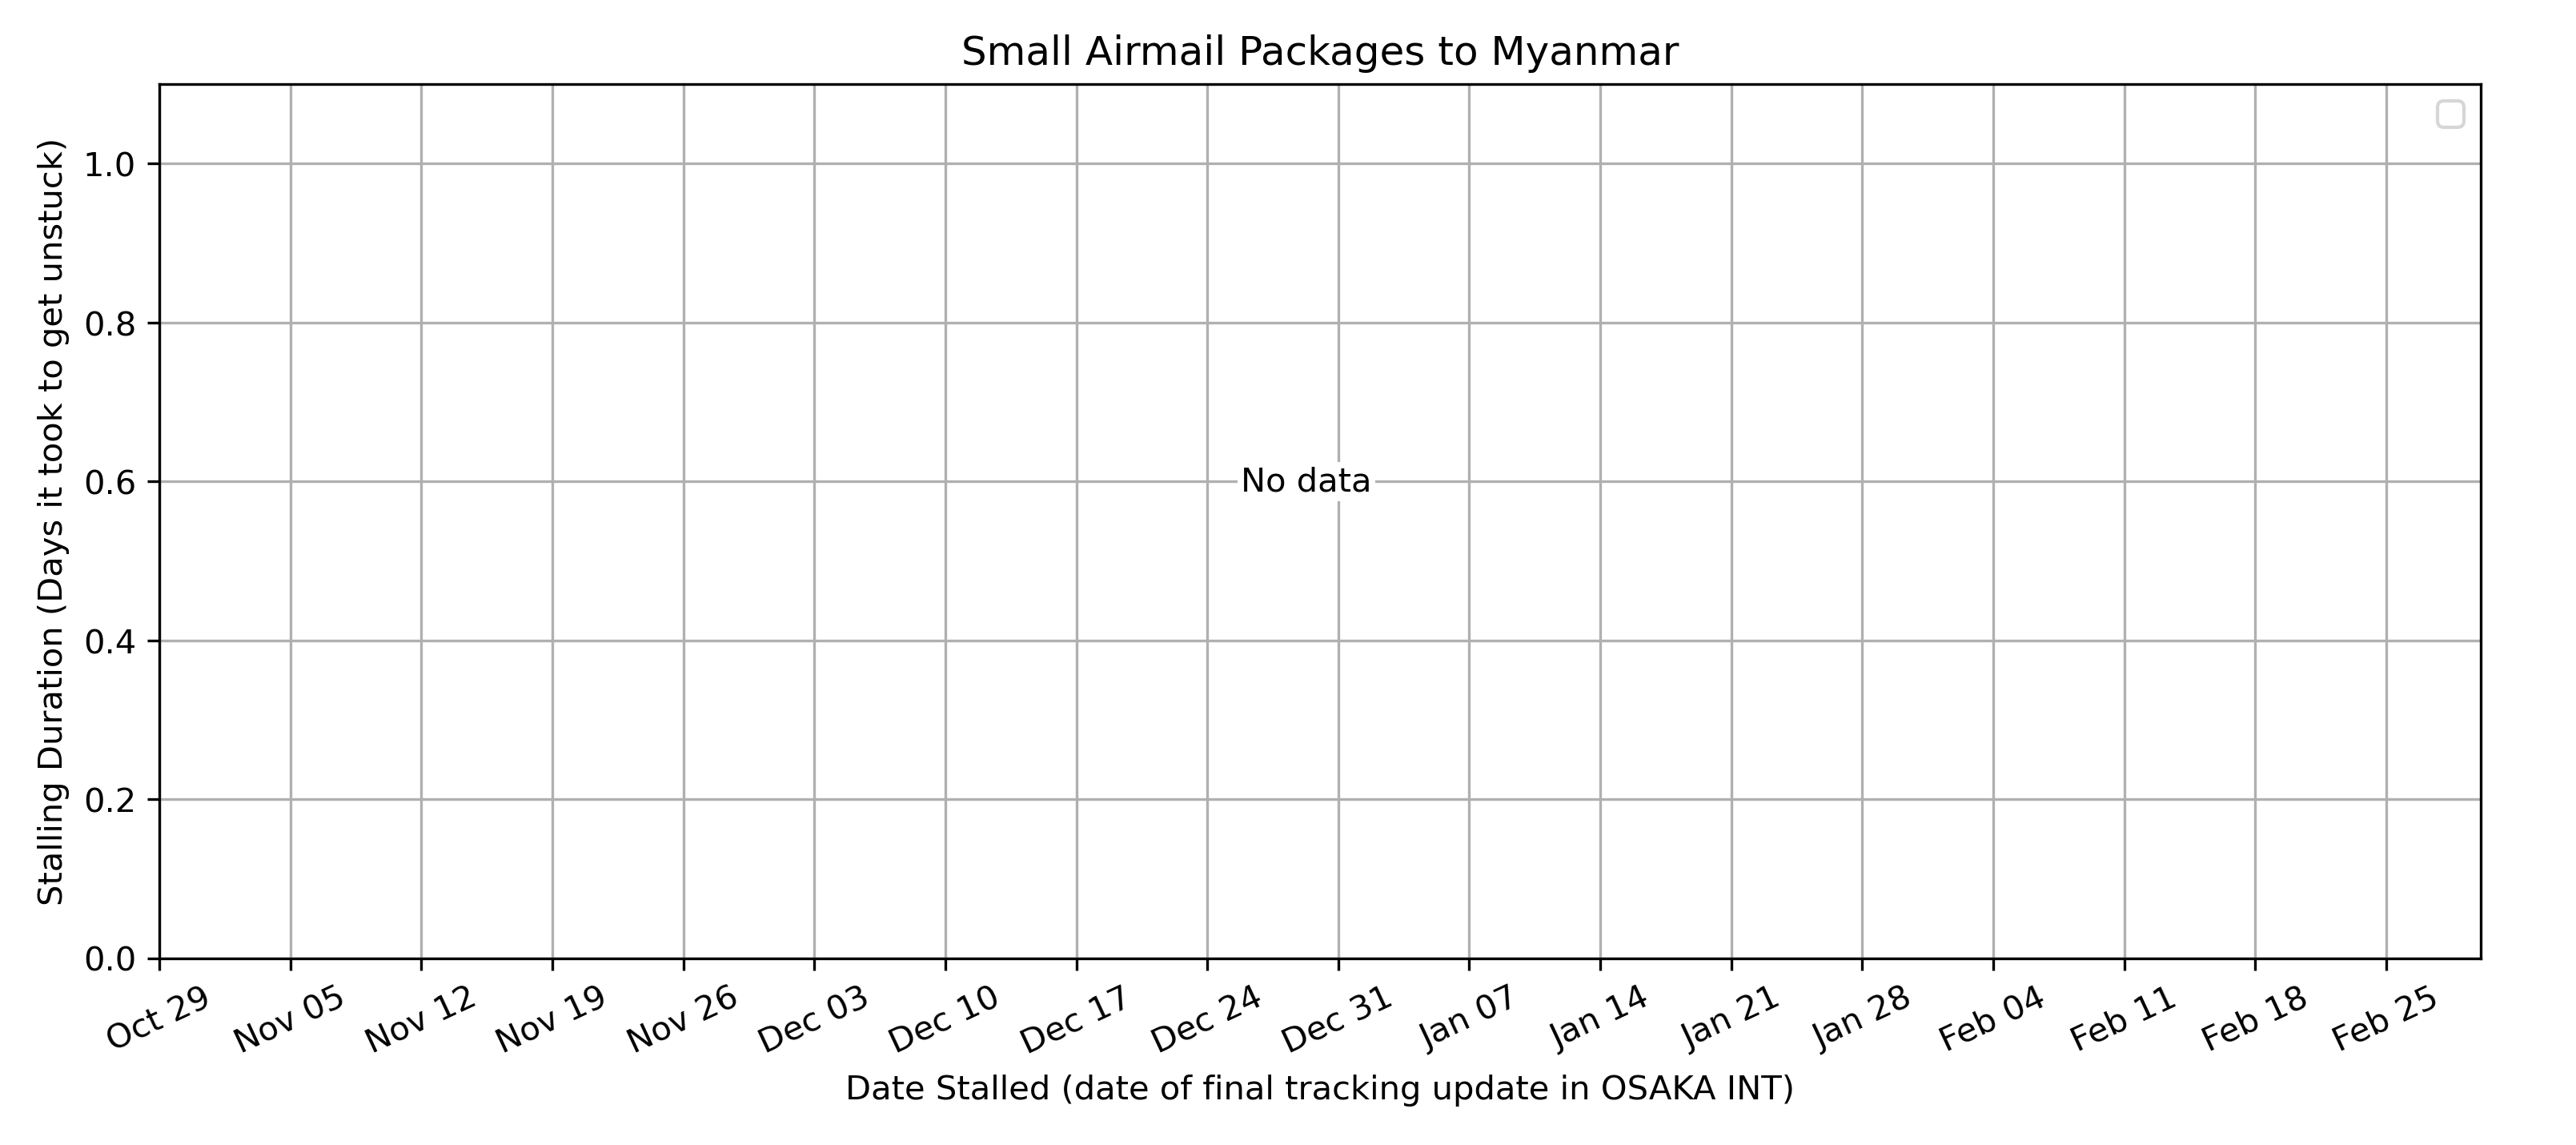 Small Airmail Packages to Myanmar
Stalling Duration (Days it took to get unstuck)
1.0
0.8
0.6
0.4
0.2
0.0
No data
Oct 29 Nov 05 Nov 12 Nov 19 Nov 26 Dec 03 Dec 10 Dec 17 Dec 24 Dec 31 Jan 07 Jan 14 Jan 21 Jan 28 Feb 04 Feb 11 Feb 18 Feb 25
Date Stalled (date of final tracking update in OSAKA INT)